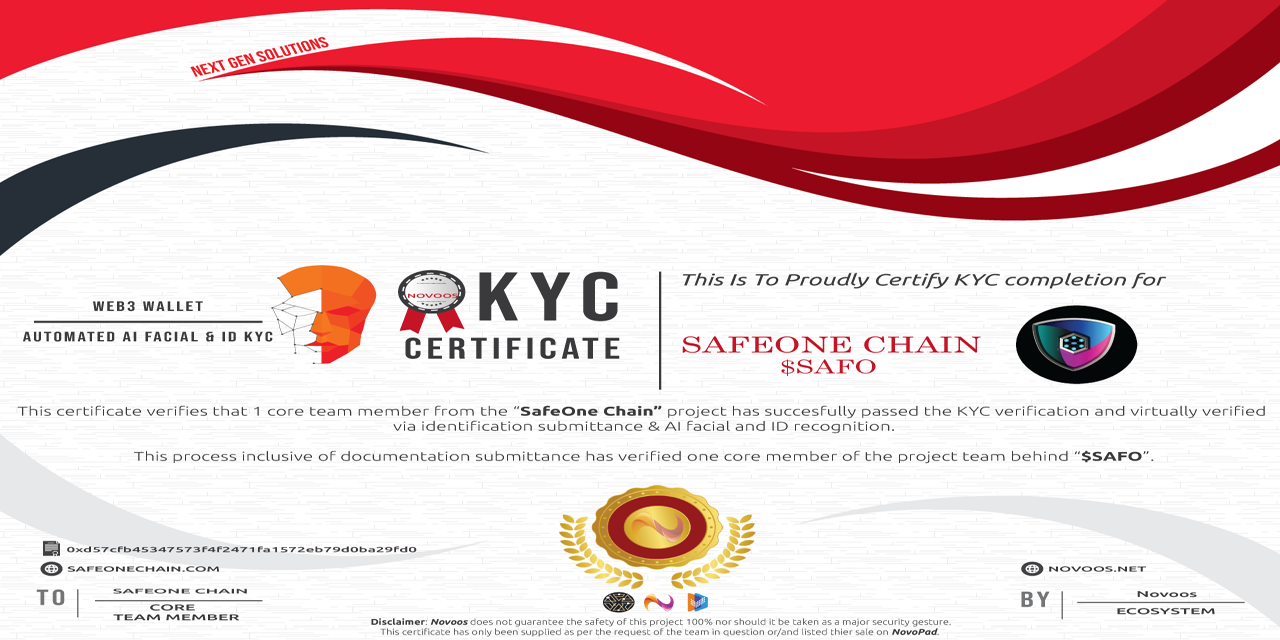 NEXT GEN SOLUTIONS
WEB3 WALLET
AUTOMATED AI FACIAL & ID KYC
NOVOOS
KYC
CERTIFICATE
This Is To Proudly Certify KYC completion for
SAFEONE CHAIN
$SAFO
This certificate verifies that 1 core team member from the “SafeOne Chain” project has succesfully passed the KYC verification and virtually verified
via identification submittance & AI facial and ID recognition.
This process inclusive of documentation submittance has verified one core member of the project team behind “$SAFO”.
0xd57cfb45347573f4f2471fa1572eb79d0ba29fd0
SAFEONECHAIN.COM
TO
SAFEONE CHAIN
CORE
TEAM MEMBER
NOVOOS.NET
BY
Novoos
ECOSYSTEM
Disclaimer: Novoos does not guarantee the safety of this project 100% nor should it be taken as a major security gesture.
This certificate has only been supplied as per the request of the team in question or/and listed thier sale on NovoPad.